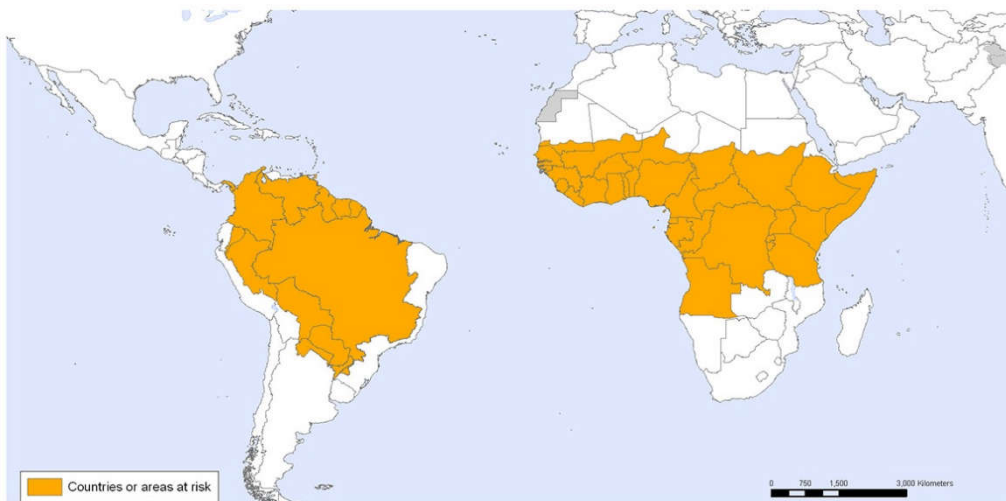 Countries or areas at risk
0 750 1,500 3,000 Kilometers